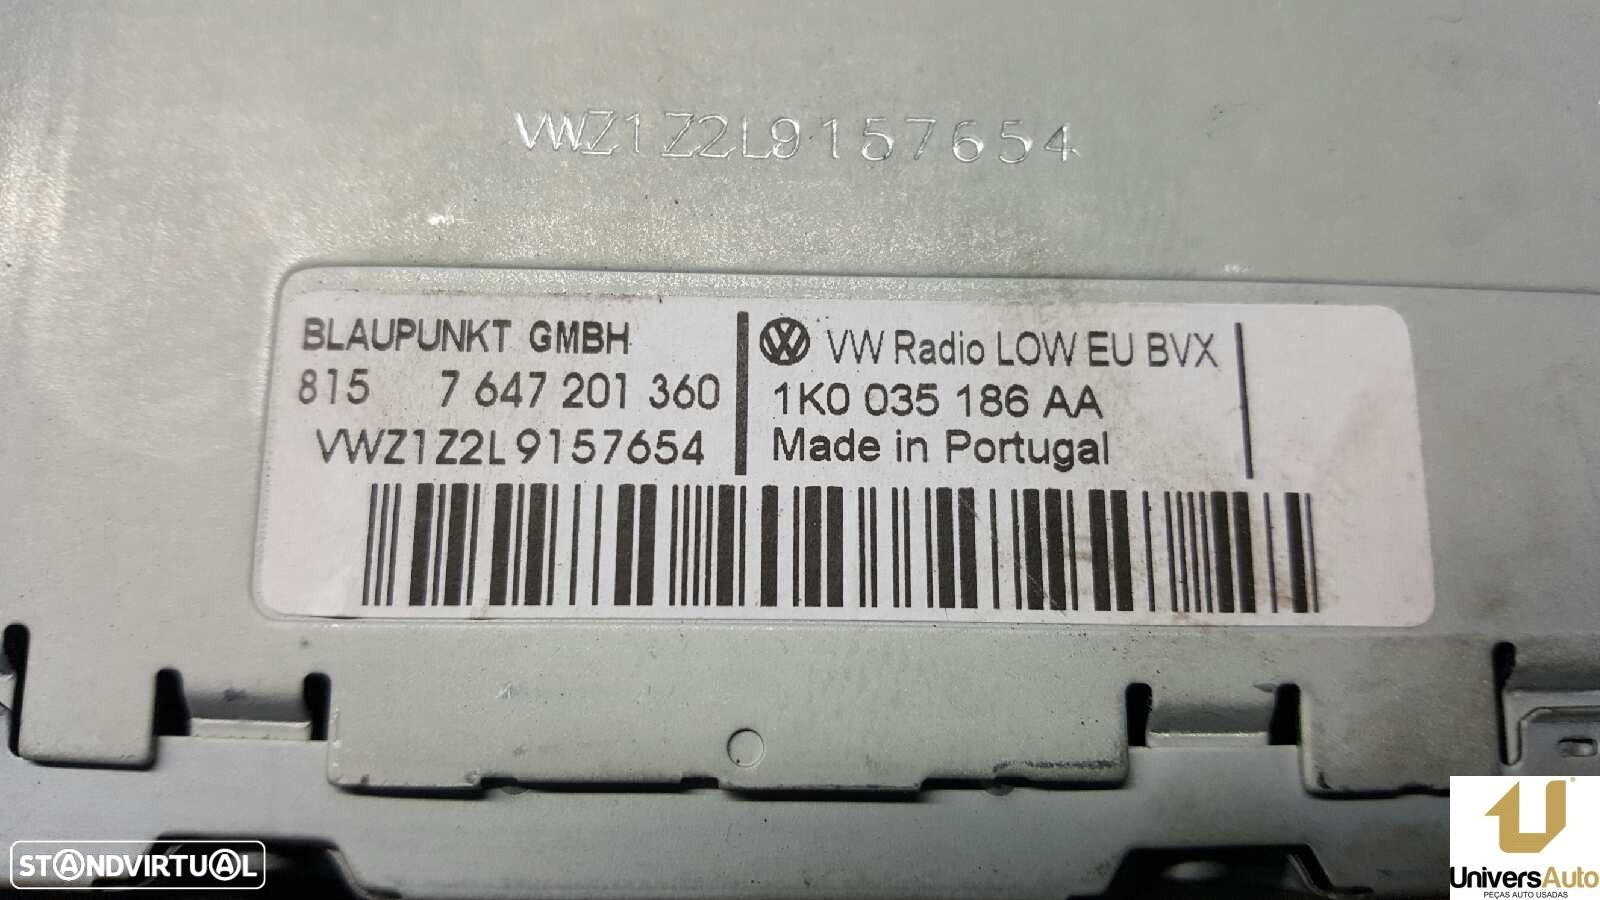 VWZ1Z2L9157654
BLAUPUNKT GMBH
815 7 647 201 360
VWZ1Z2L9157654
VW Radio LOW EU BVX
1K0 035 186 AA
Made in Portugal
STANDVIRTUAL
UniversAuto
PEÇAS AUTO USADAS